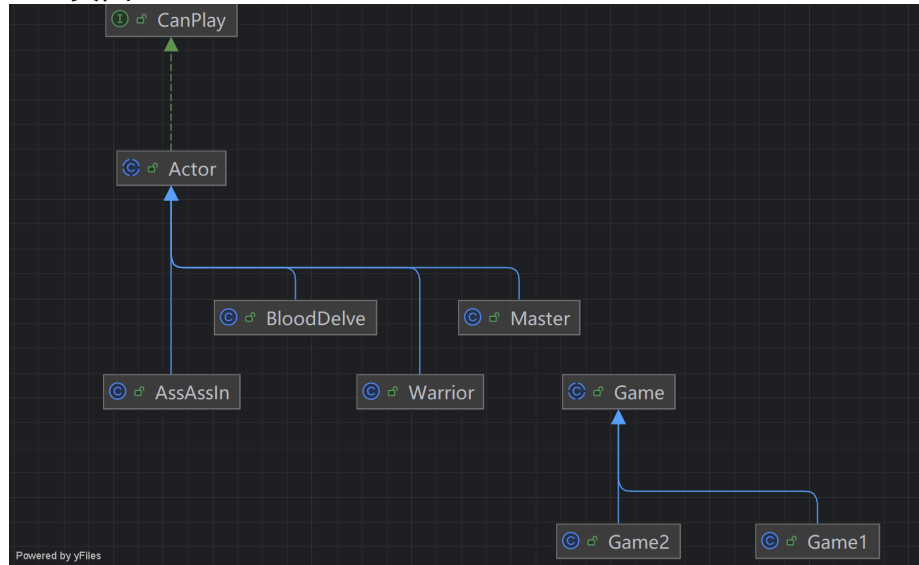 CanPlay
Actor
BloodDelve
Master
AssAssIn
Warrior
Game
Game2
Game1
Powered by yFiles